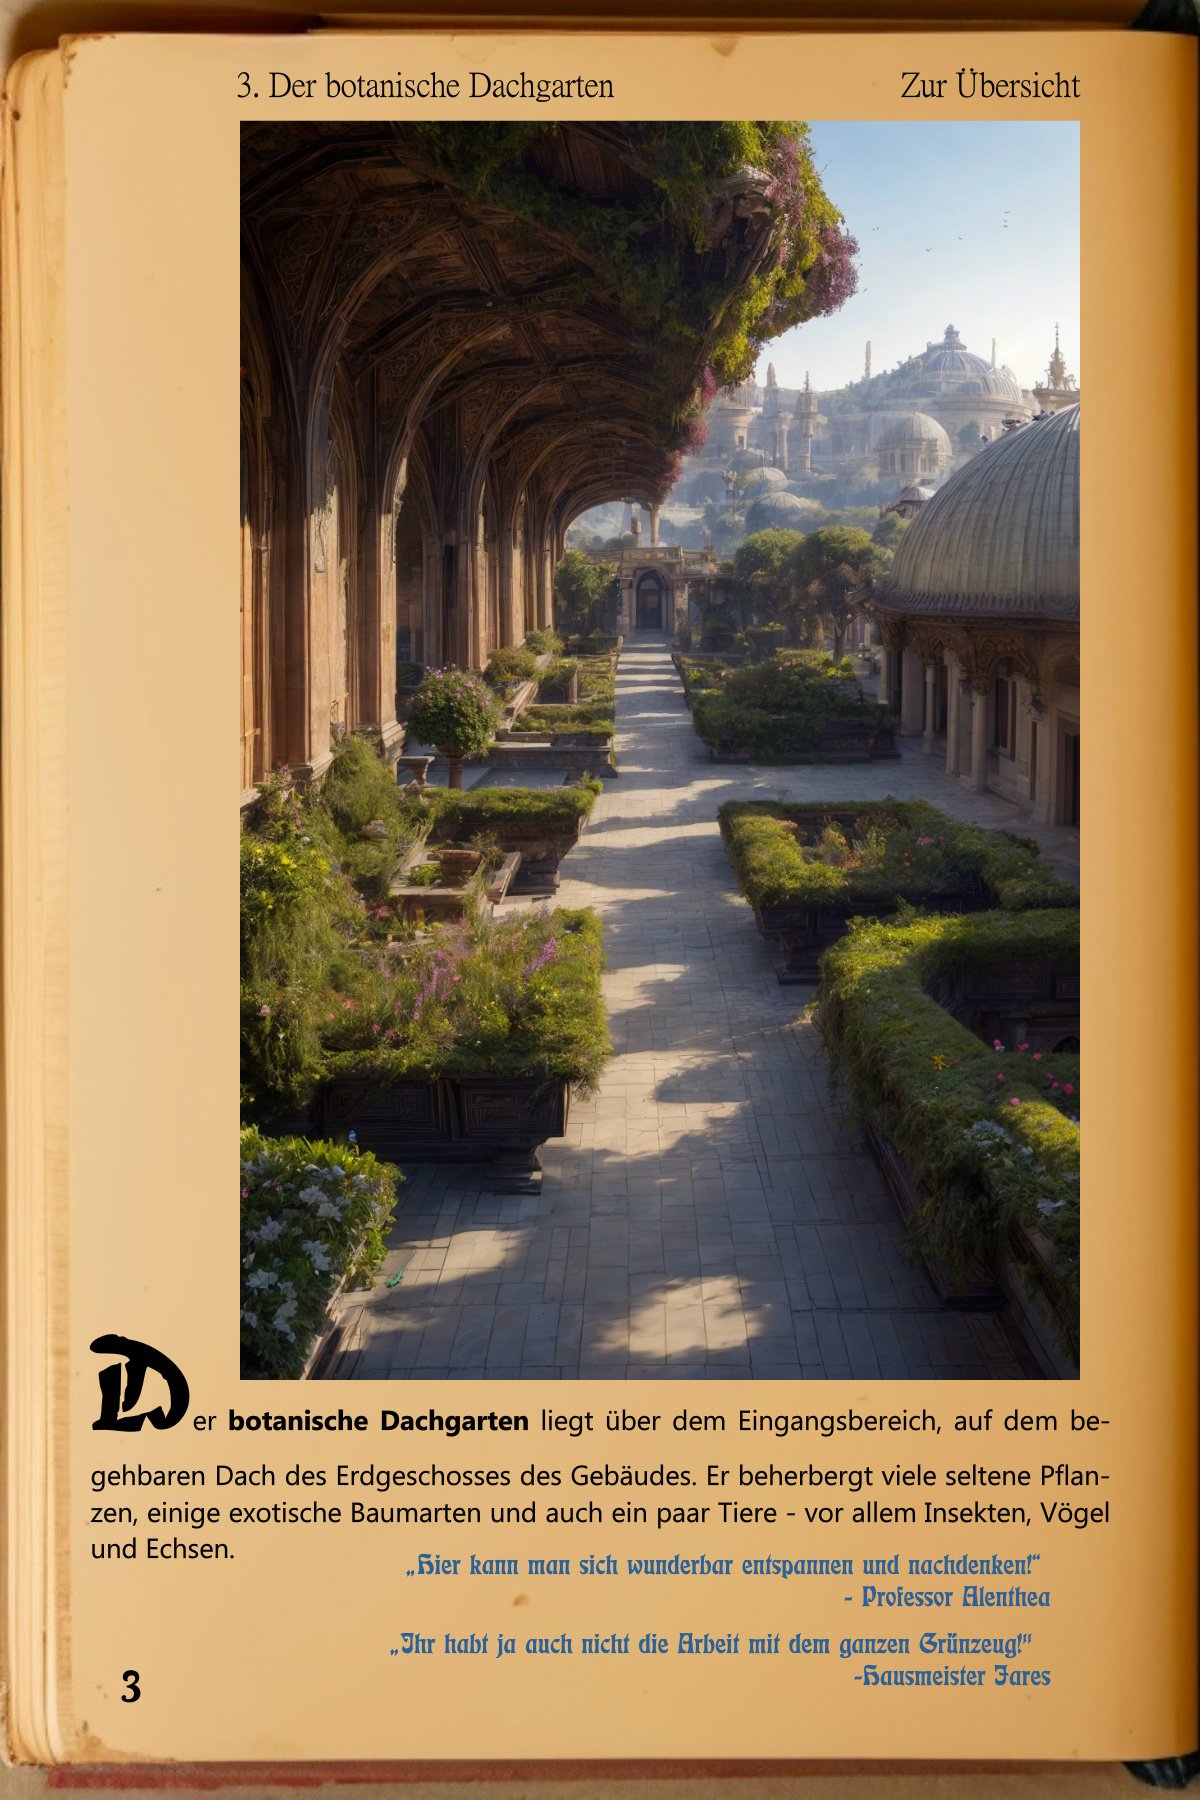 3. Der botanische Dachgarten
Zur Übersicht
Der botanische Dachgarten liegt über dem Eingangsbereich, auf dem be-
gehbaren Dach des Erdgeschosses des Gebäudes. Er beherbergt viele seltene Pflan-
zen, einige exotische Baumarten und auch ein paar Tiere - vor allem Insekten, Vögel
und Echsen.
„Hier kann man sich wunderbar entspannen und nachdenken!“
- Professor Alenthea
„Ihr habt ja auch nicht die Arbeit mit dem ganzen Grünzeug!"
-Hausmeister Fares
3